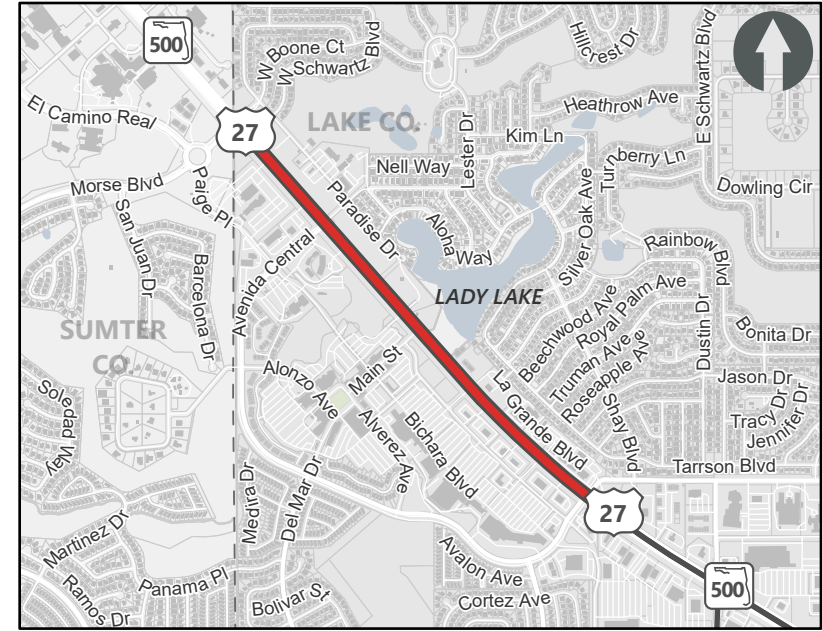 500
W Boone Ct
W Schwartz Blvd
Hillcrest Dr
E Schwartz Blvd
El Camino Real
27
LAKE CO.
Lester Dr
Heathrow Ave
Kim Ln
Nell Way
Turnberry Ln
Morse Blvd
Paige Pl
Dowling Cir
San Juan Dr
Paradise Dr
Aloha Way
Silver Oak Ave
Rainbow Blvd
Barcelona Dr
Avenida Central
LADY LAKE
Beechwood Ave
Royal Palm Ave
Dustin Dr
Bonita Dr
SUMTER
CO.
Truman Ave
Roseapple Ave
Main St
Alonzo Ave
La Grande Blvd
Jason Dr
Soledad Way
Shay Blvd
Tracy Dr
Jennifer Dr
Alverez Ave
Bichara Blvd
Tarrson Blvd
Medira Dr
Del Mar Dr
27
Martinez Dr
Avalon Ave
Panama Pl
500
Ramos Dr
Bolivar St
Cortez Ave